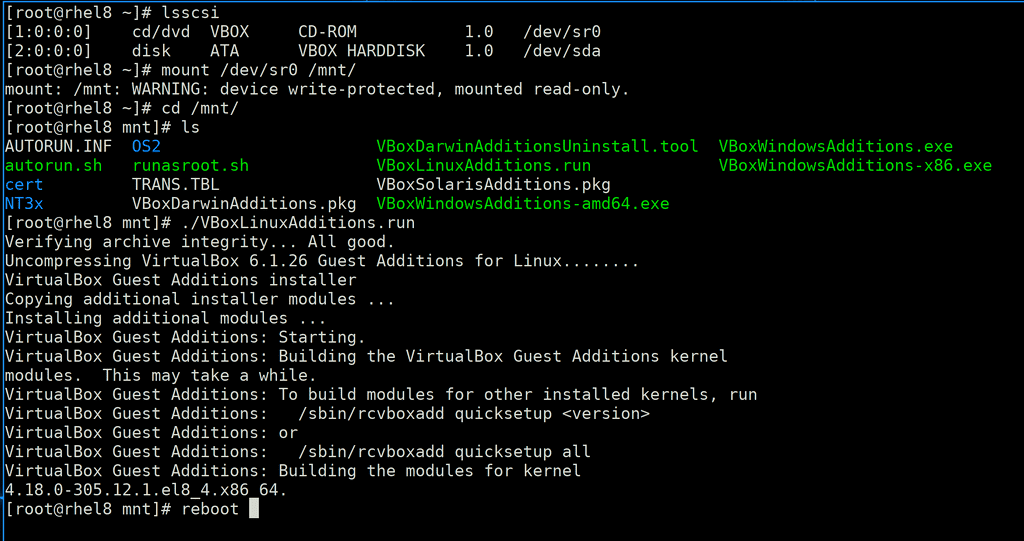 [root@rhel8 ~]# lsscsi
[1:0:0:0]    cd/dvd  VBOX     CD-ROM           1.0   /dev/sr0
[2:0:0:0]    disk    ATA      VBOX HARDDISK    1.0   /dev/sda
[root@rhel8 ~]# mount /dev/sr0 /mnt/
mount: /mnt: WARNING: device write-protected, mounted read-only.
[root@rhel8 ~]# cd /mnt/
[root@rhel8 mnt]# ls
AUTORUN.INF  OS2                      VBoxDarwinAdditionsUninstall.tool  VBoxWindowsAdditions.exe
autorun.sh   runasroot.sh             VBoxLinuxAdditions.run             VBoxWindowsAdditions-x86.exe
cert         TRANS.TBL                VBoxSolarisAdditions.pkg
NT3x         VBoxDarwinAdditions.pkg  VBoxWindowsAdditions-amd64.exe
[root@rhel8 mnt]# ./VBoxLinuxAdditions.run
Verifying archive integrity... All good.
Uncompressing VirtualBox 6.1.26 Guest Additions for Linux........
VirtualBox Guest Additions installer
Copying additional installer modules ...
Installing additional modules ...
VirtualBox Guest Additions: Starting.
VirtualBox Guest Additions: Building the VirtualBox Guest Additions kernel
modules.  This may take a while.
VirtualBox Guest Additions: To build modules for other installed kernels, run
VirtualBox Guest Additions:   /sbin/rcvboxadd quicksetup <version>
VirtualBox Guest Additions: or
VirtualBox Guest Additions:   /sbin/rcvboxadd quicksetup all
VirtualBox Guest Additions: Building the modules for kernel
4.18.0-305.12.1.el8_4.x86_64.
[root@rhel8 mnt]# reboot